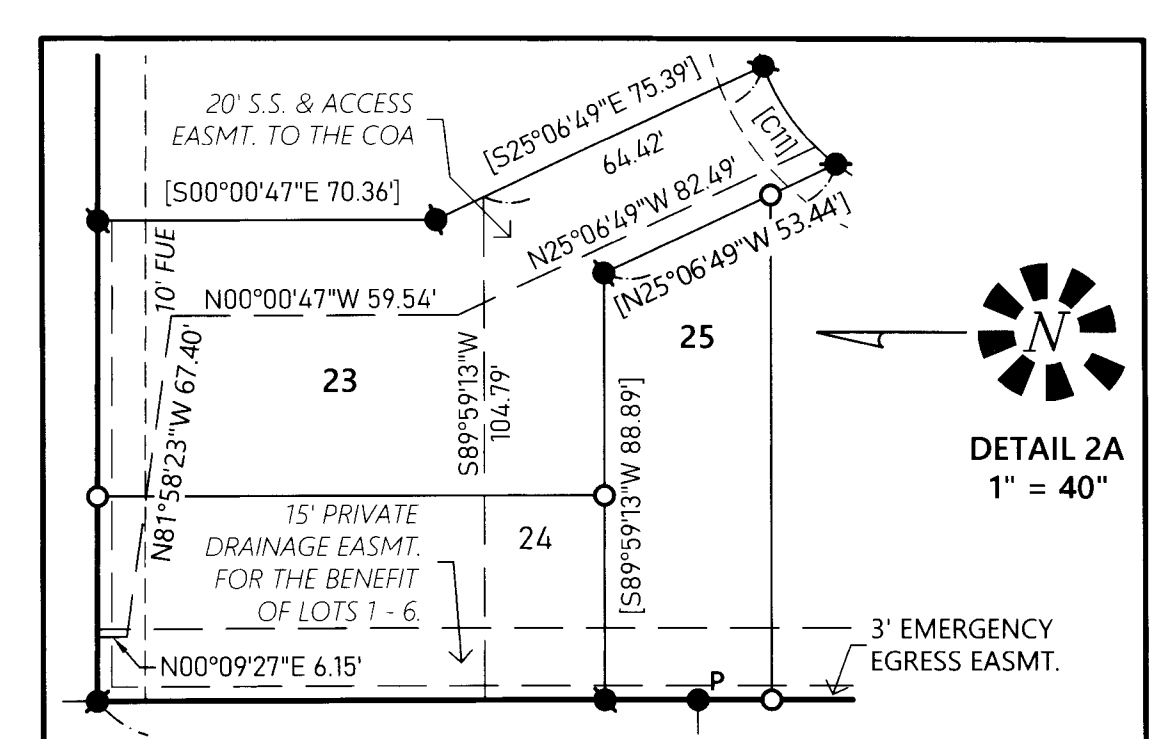 20' S.S. & ACCESS
EASMT. TO THE COA
[S25°06'49"E 75.39']
64.42'
[C11]
[S00°00'47"E 70.36']
N25°06'49"W 82.49'
[N25°06'49"W 53.44']
10' FUE
N00°00'47"W 59.54'
25
N
23
N81°58'23"W 67.40'
S89°59'13"W
104.79'
[S89°59'13"W 88.89']
DETAIL 2A
1" = 40"
15' PRIVATE
DRAINAGE EASMT.
FOR THE BENEFIT
OF LOTS 1 - 6.
24
3' EMERGENCY
EGRESS EASMT.
N00°09'27"E 6.15'
P